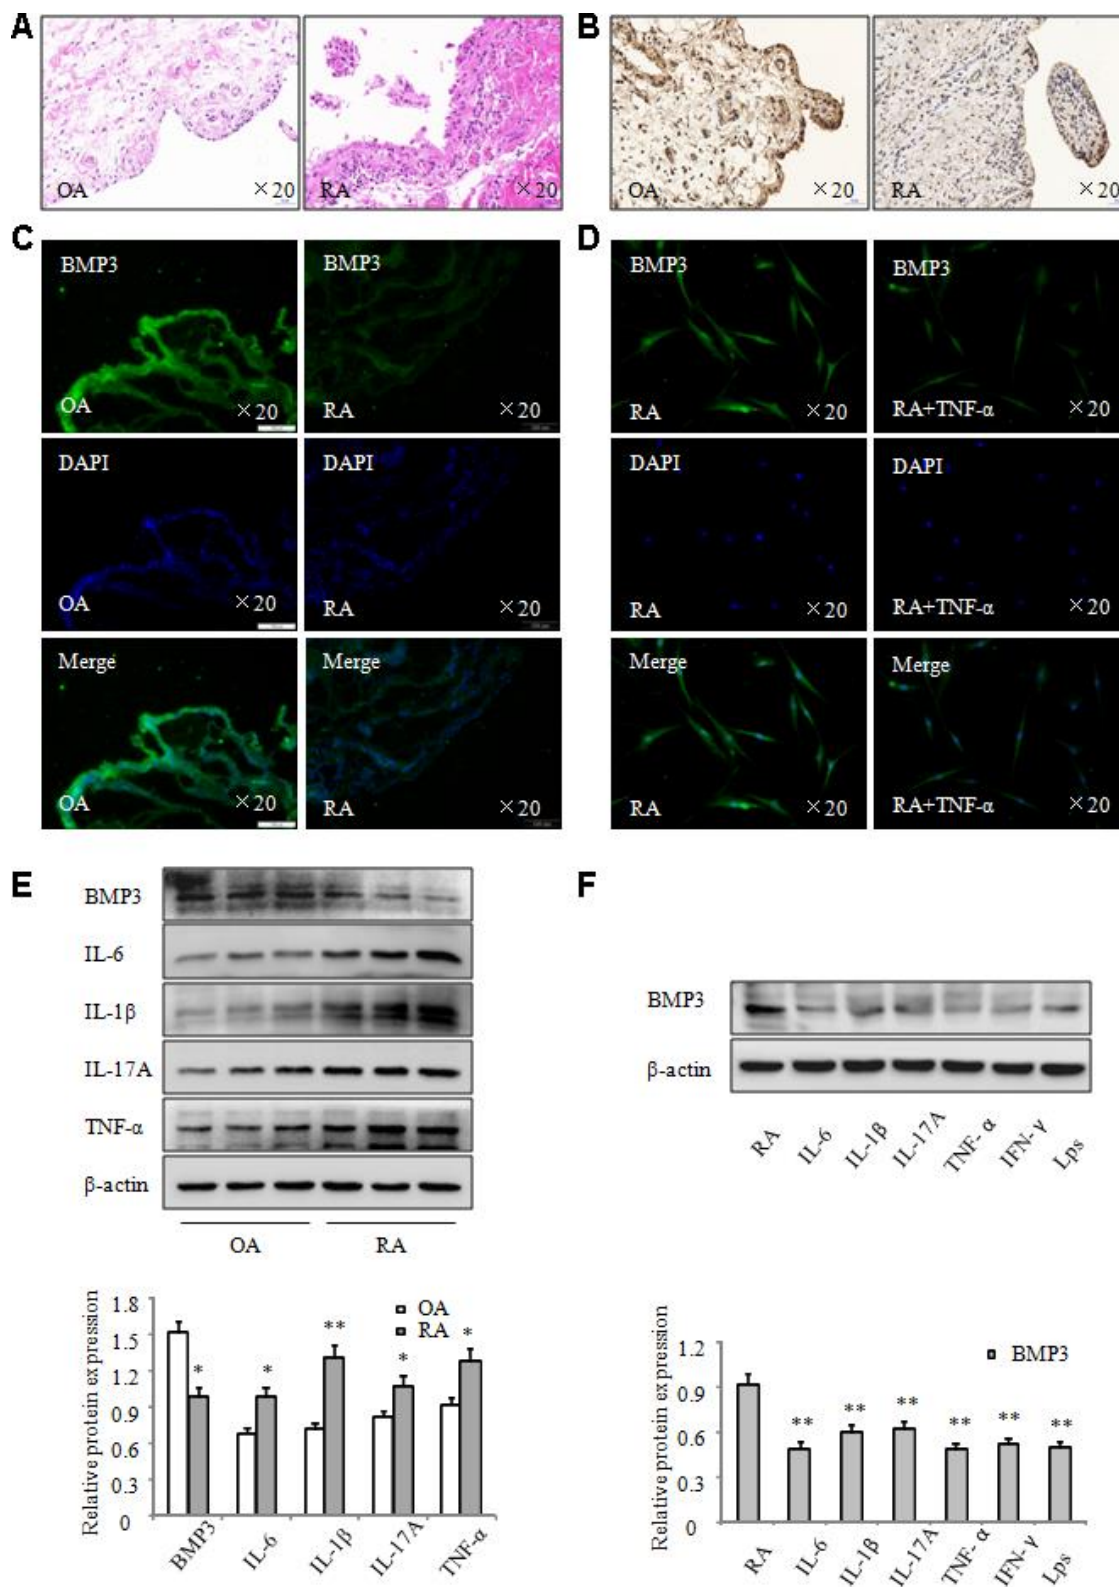 A
B
OA
×20
RA
×20
OA
×20
RA
×20
C
D
BMP3
OA
×20
BMP3
RA
×20
BMP3
RA
×20
BMP3
RA+TNF-α
×20
DAPI
OA
×20
DAPI
RA
×20
DAPI
RA
×20
DAPI
RA+TNF-α
×20
Merge
OA
×20
Merge
RA
×20
Merge
RA
×20
Merge
RA+TNF-α
×20
E
BMP3
IL-6
IL-1β
IL-17A
TNF-α
β-actin
OA
RA
F
BMP3
β-actin
RA
IL-6
IL-1β
IL-17A
TNF-α
IFN-γ
Lps
Relative protein expression
1.8
1.5
1.2
0.9
0.6
0.3
0
OA
RA
*
*
**
*
*
BMP3
IL-6
IL-1β
IL-17A
TNF-α
Relative protein expression
1.2
0.9
0.6
0.3
0
BMP3
**
**
**
**
**
**
RA
IL-6
IL-1β
IL-17A
TNF-α
IFN-γ
Lps